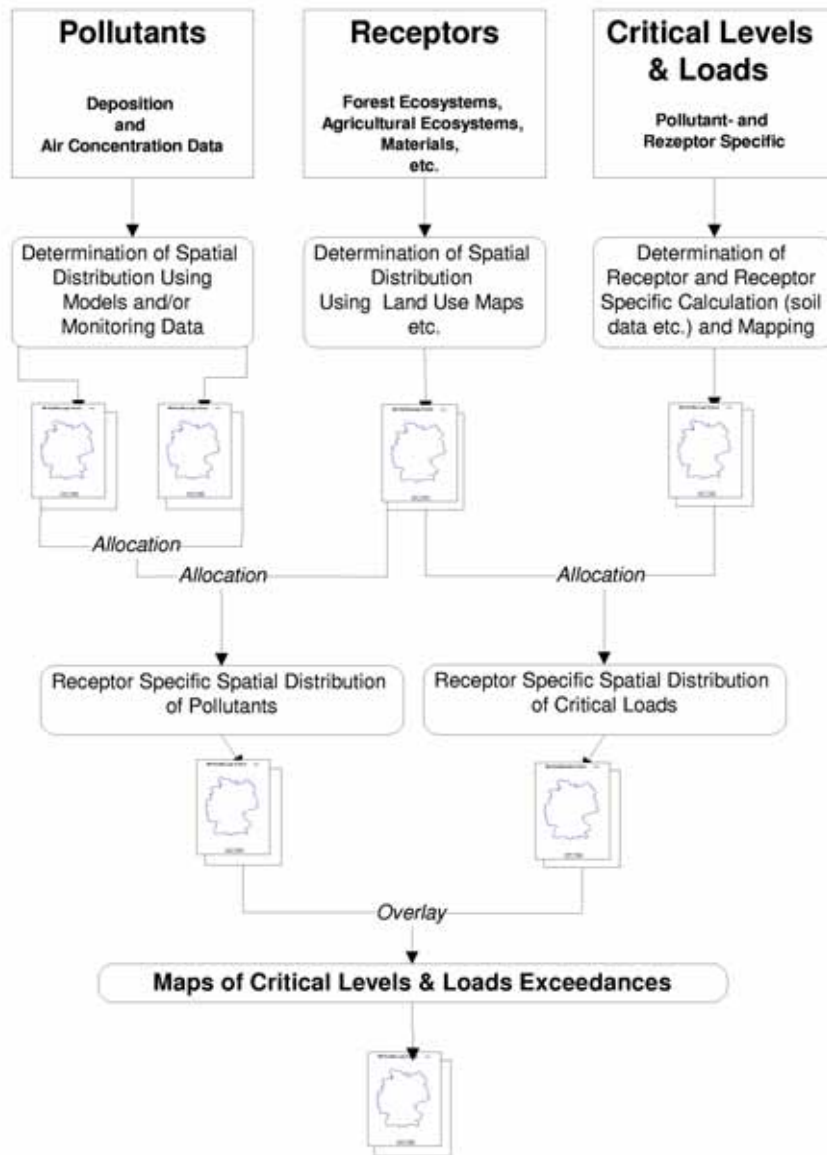 Pollutants
Deposition
and
Air Concentration Data
Receptors
Forest Ecosystems,
Agricultural Ecosystems,
Materials,
etc.
Critical Levels
& Loads
Pollutant- and
Rezeptor Specific
Determination of Spatial
Distribution Using
Models and/or
Monitoring Data
Determination of Spatial
Distribution
Using Land Use Maps
etc.
Determination of
Receptor and Receptor
Specific Calculation (soil
data etc.) and Mapping
Allocation
Allocation
Allocation
Receptor Specific Spatial Distribution
of Pollutants
Receptor Specific Spatial Distribution
of Critical Loads
Overlay
Maps of Critical Levels & Loads Exceedances